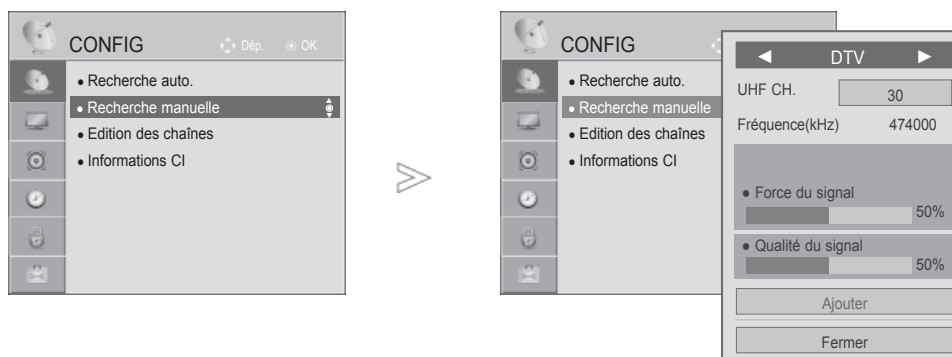 CONFIG
Dép. OK
● Recherche auto.
● Recherche manuelle
● Edition des chaînes
● Informations CI
CONFIG
● Recherche auto.
● Recherche manuelle
● Edition des chaînes
● Informations CI
◄ DTV ►
UHF CH. 30
Fréquence(kHz) 474000
● Force du signal
50%
● Qualité du signal
50%
Ajouter
Fermer